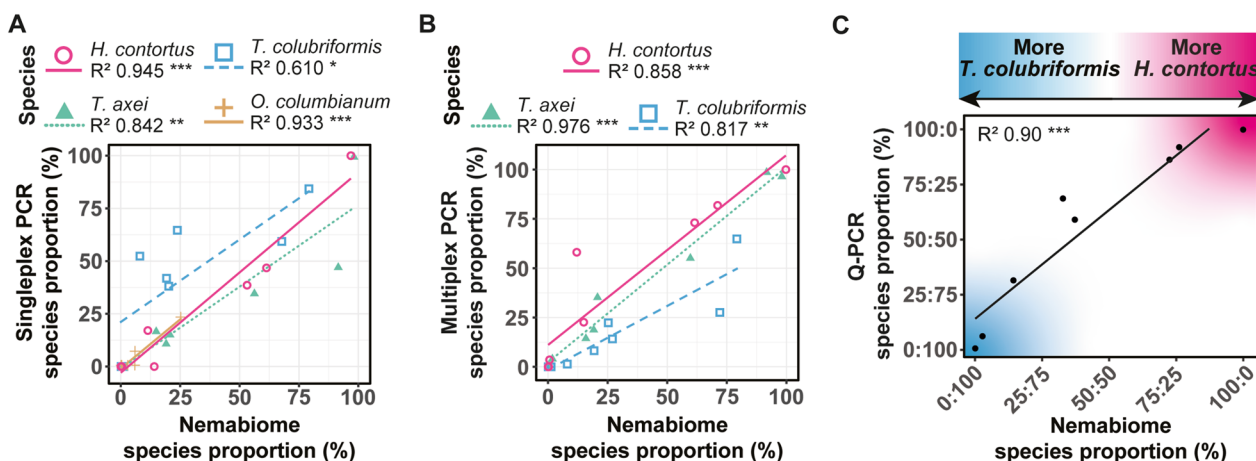 A
Species
H. contortus
R² 0.945 ***
T. colubriformis
R² 0.610 *
T. axei
R² 0.842 **
O. columbianum
R² 0.933 ***
Singleplex PCR
species proportion (%)
100
75
50
25
0
0 25 50 75 100
Nemabiome
species proportion (%)
B
Species
H. contortus
R² 0.858 ***
T. axei
R² 0.976 ***
T. colubriformis
R² 0.817 **
Multiplex PCR
species proportion (%)
100
75
50
25
0
0 25 50 75 100
Nemabiome
species proportion (%)
C
More
T. colubriformis
More
H. contortus
R² 0.90 ***
Q-PCR
species proportion (%)
100:0
75:25
50:50
25:75
0:100
0:100 25:75 50:50 75:25 100:0
Nemabiome
species proportion (%)